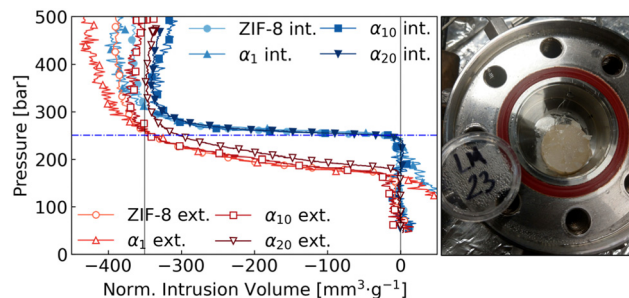 500
400
300
200
100
0
Pressure [bar]
ZIF-8 int.
α₁ int.
α₁₀ int.
α₂₀ int.
ZIF-8 ext.
α₁ ext.
α₁₀ ext.
α₂₀ ext.
−400 −300 −200 −100 0
Norm. Intrusion Volume [mm³·g⁻¹]
23